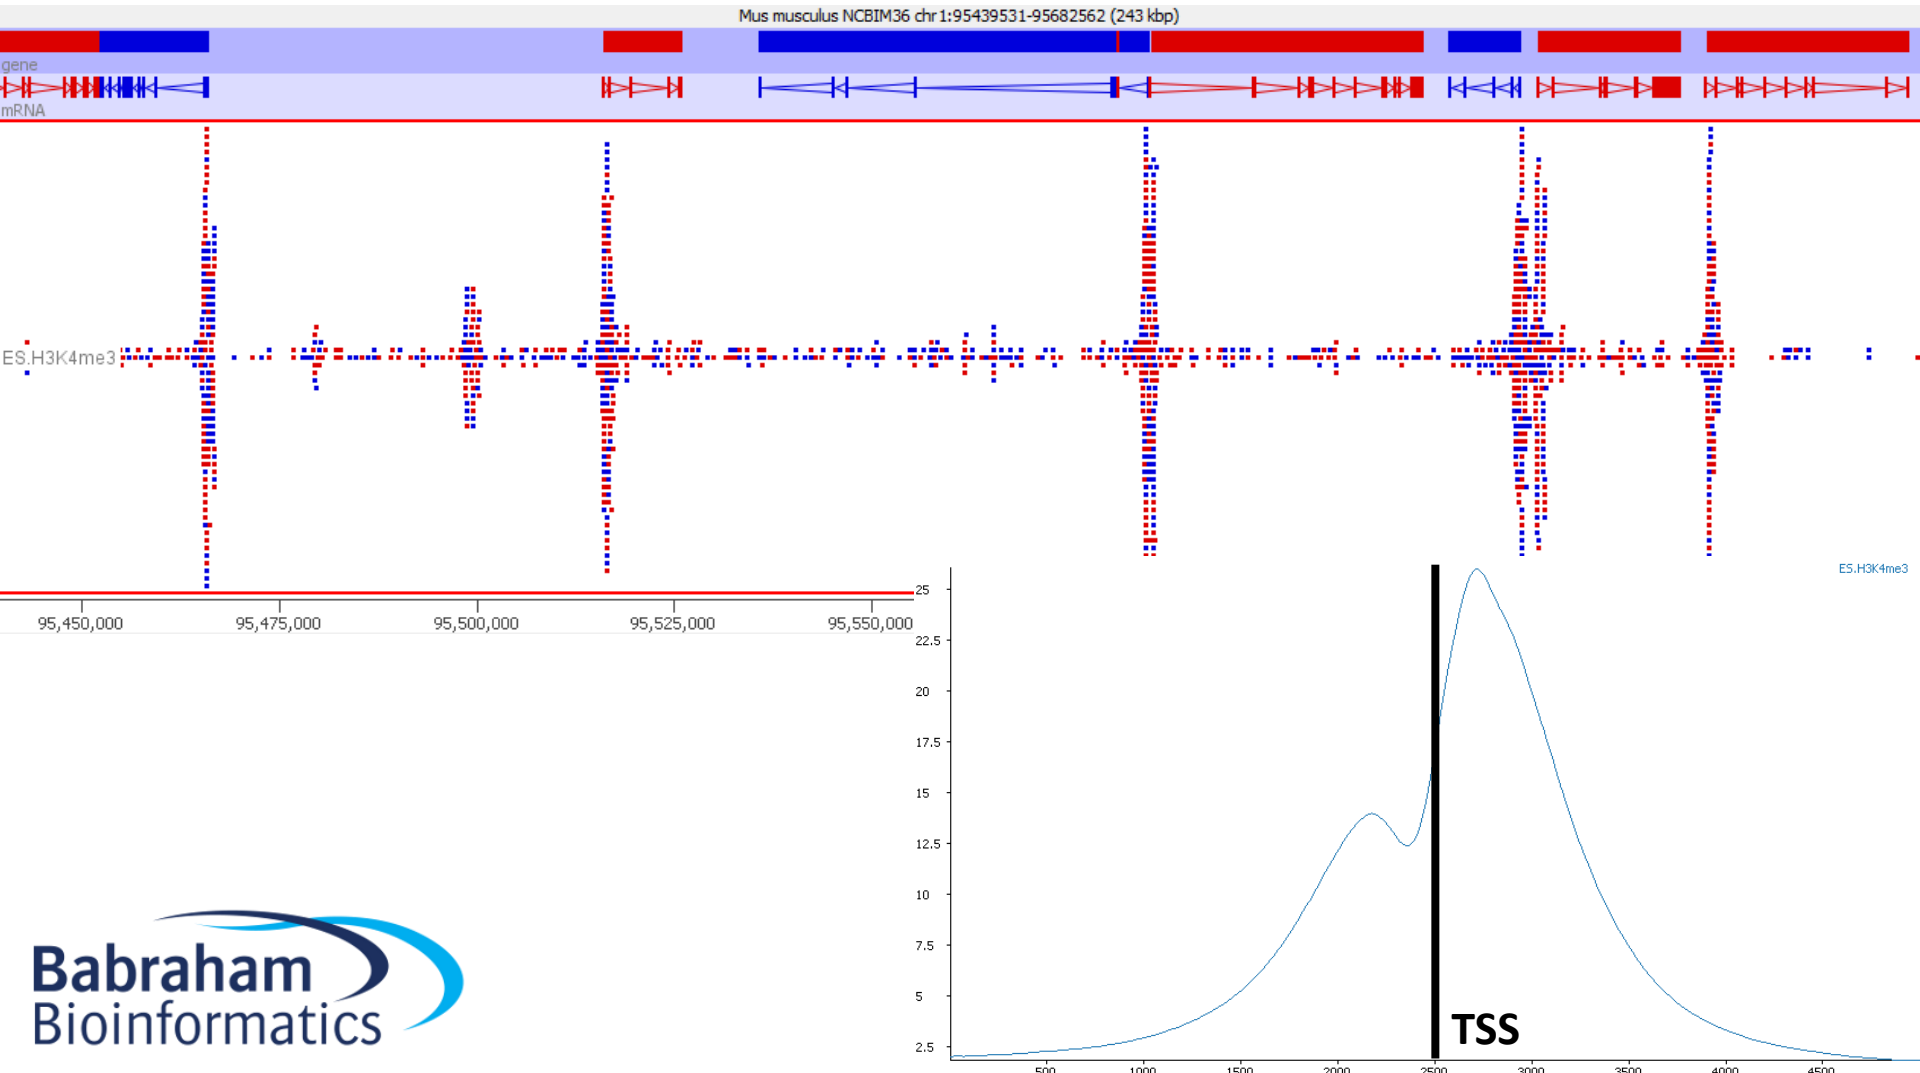 Mus musculus NCBIM36 chr1:95439531-95682562 (243 kbp)
gene
mRNA
ES.H3K4me3
95,450,000 95,475,000 95,500,000 95,525,000 95,550,000
ES.H3K4me3
25
22.5
20
17.5
15
12.5
10
7.5
5
2.5
TSS
500 1000 1500 2000 2500 3000 3500 4000 4500
Babraham
Bioinformatics